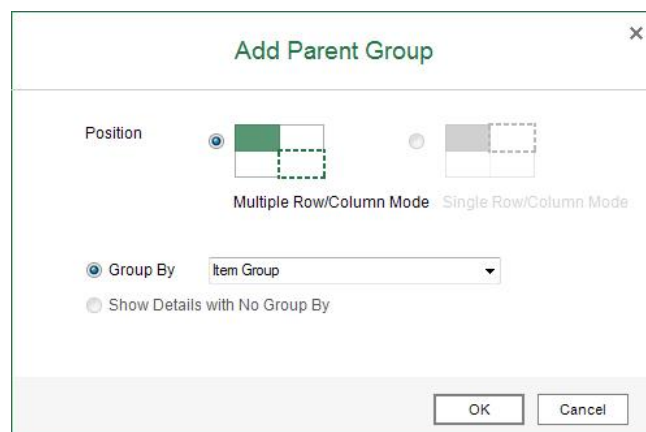 Add Parent Group
Position
Multiple Row/Column Mode Single Row/Column Mode
Group By Item Group
Show Details with No Group By
OK Cancel